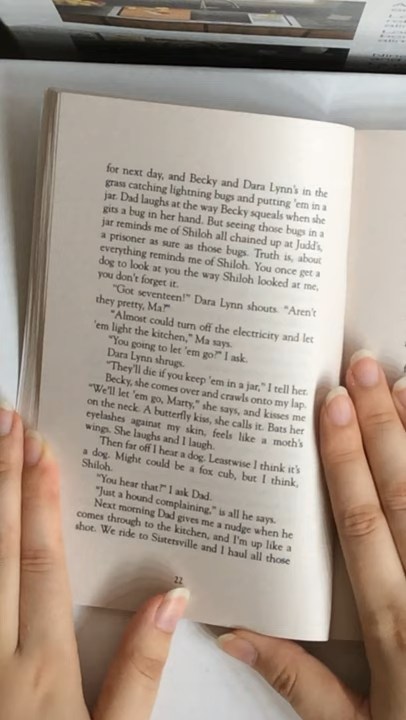 for next day, and Becky and Dara Lynn's in the
grass catching lightning bugs and putting 'em in a
jar. Dad laughs at the way Becky squeals when she
gits a bug in her hand. But seeing those bugs in a
jar reminds me of Shiloh all chained up at Judd's,
a prisoner as sure as those bugs. Truth is, about
everything reminds me of Shiloh. You once get a
dog to look at you the way Shiloh looked at me,
you don't forget it.
"Got seventeen!" Dara Lynn shouts. "Aren't
they pretty, Ma?"
"Almost could turn off the electricity and let
'em light the kitchen," Ma says.
"You going to let 'em go?" I ask.
Dara Lynn shrugs.
"They'll die if you keep 'em in a jar," I tell her.
Becky, she comes over and crawls onto my lap.
"We'll let 'em go, Marty," she says, and kisses me
on the neck. A butterfly kiss, she calls it. Bats her
eyelashes against my skin, feels like a moth's
wings. She laughs and I laugh.
Then far off I hear a dog. Leastwise I think it's
a dog. Might could be a fox cub, but I think,
Shiloh.
"You hear that?" I ask Dad.
"Just a hound complaining," is all he says.
Next morning Dad gives me a nudge when he
comes through to the kitchen, and I'm up like a
shot. We ride to Sistersville and I haul all those
22